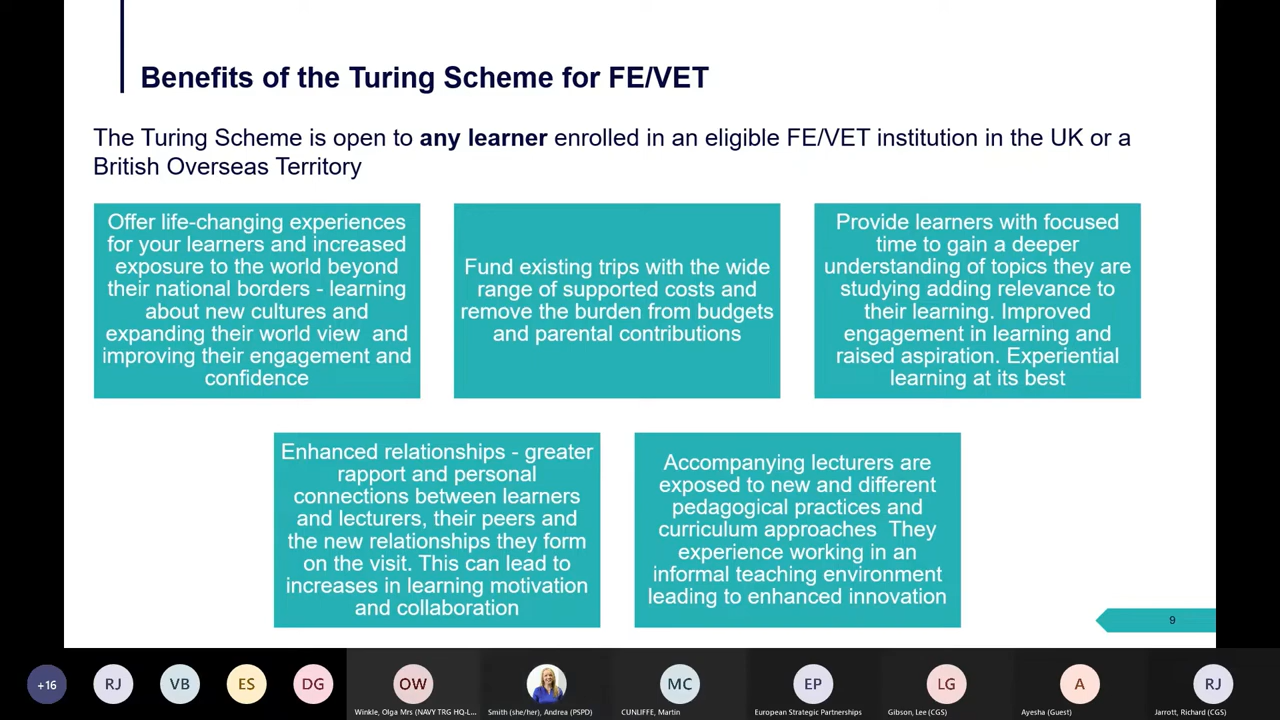 Benefits of the Turing Scheme for FE/VET
The Turing Scheme is open to any learner enrolled in an eligible FE/VET institution in the UK or a
British Overseas Territory
Offer life-changing experiences
for your learners and increased
exposure to the world beyond
their national borders - learning
about new cultures and
expanding their world view and
improving their engagement and
confidence
Fund existing trips with the wide
range of supported costs and
remove the burden from budgets
and parental contributions
Provide learners with focused
time to gain a deeper
understanding of topics they are
studying adding relevance to
their learning. Improved
engagement in learning and
raised aspiration. Experiential
learning at its best
Enhanced relationships - greater
rapport and personal
connections between learners
and lecturers, their peers and
the new relationships they form
on the visit. This can lead to
increases in learning motivation
and collaboration
Accompanying lecturers are
exposed to new and different
pedagogical practices and
curriculum approaches They
experience working in an
informal teaching environment
leading to enhanced innovation
9
+16
RJ
VB
ES
DG
OW
MC
EP
LG
A
RJ
Winkle, Olga Mrs (NAVY TRG HQ-L...
Smith (she/her), Andrea (PSPD)
CUNLIFFE, Martin
European Strategic Partnerships
Gibson, Lee (CGS)
Ayesha (Guest)
Jarrott, Richard (CGS)